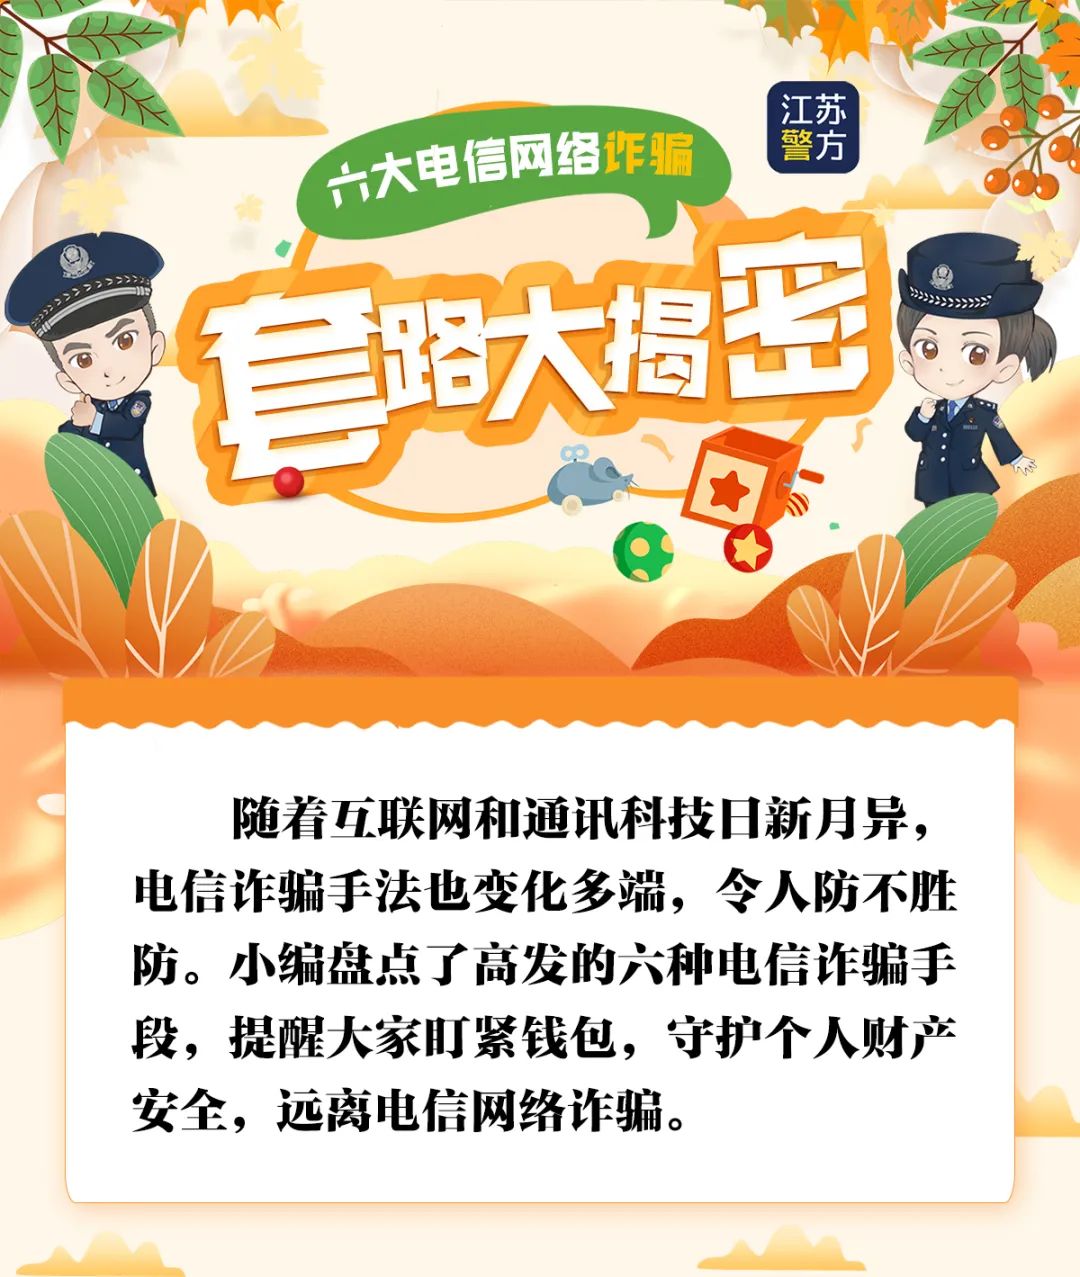 六大电信网络诈骗
江苏
警方
套路大揭密
随着互联网和通讯科技日新月异，
电信诈骗手法也变化多端，令人防不胜
防。小编盘点了高发的六种电信诈骗手
段，提醒大家盯紧钱包，守护个人财产
安全，远离电信网络诈骗。